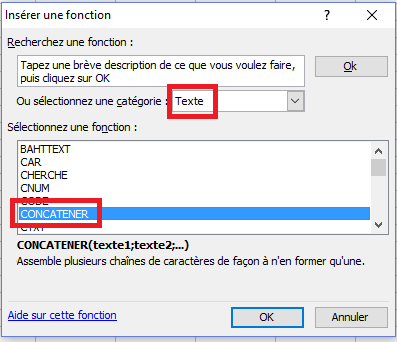 Insérer une fonction
Recherchez une fonction :
Tapez une brève description de ce que vous voulez faire,
puis cliquez sur OK
Ok
Ou sélectionnez une catégorie : Texte
Sélectionnez une fonction :
BAHTTEXT
CAR
CHERCHE
CNUM
CODE
CONCATENER
CTXT
CONCATENER(texte1;texte2;...)
Assemble plusieurs chaînes de caractères de façon à n'en former qu'une.
Aide sur cette fonction
OK
Annuler